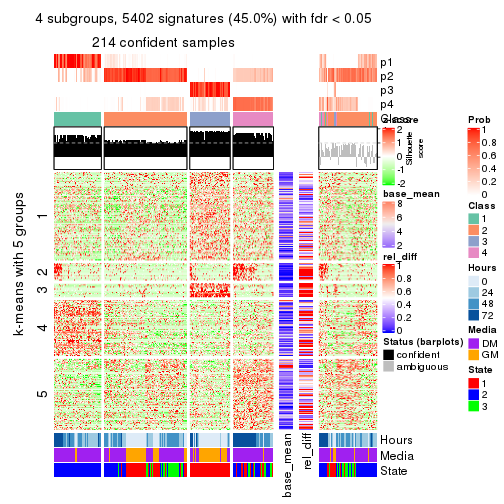 4 subgroups, 5402 signatures (45.0%) with fdr < 0.05
214 confident samples
p1
p2
p3
p4
Class
Silhouette
score
k-means with 5 groups
1
2
3
4
5
Hours
Media
State
base_mean
rel_diff
z-score
2
1
0
-1
-2
base_mean
8
6
4
2
rel_diff
1
0.8
0.6
0.4
0.2
0
Status (barplots)
confident
ambiguous
Prob
1
0.8
0.6
0.4
0.2
0
Class
1
2
3
4
Hours
0
24
48
72
Media
DM
GM
State
1
2
3